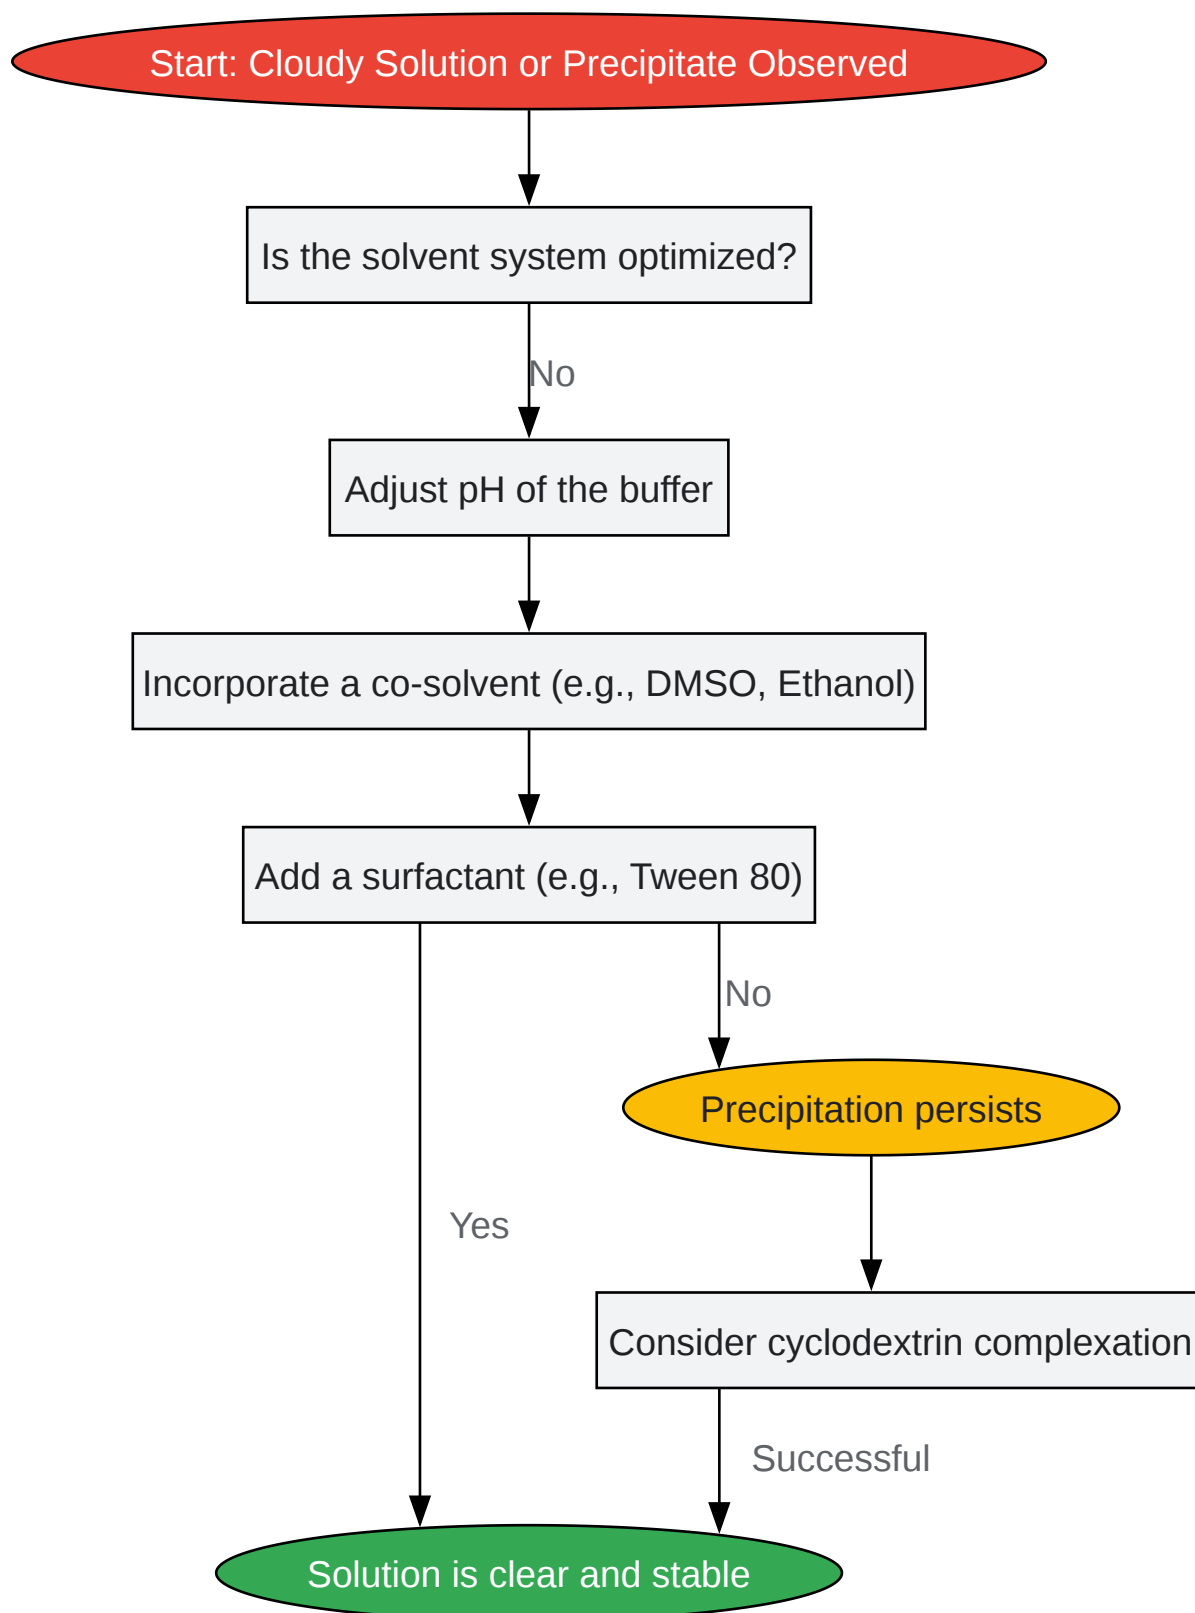 Start: Cloudy Solution or Precipitate Observed
Is the solvent system optimized?
No
Adjust pH of the buffer
Incorporate a co-solvent (e.g., DMSO, Ethanol)
Add a surfactant (e.g., Tween 80)
No
Precipitation persists
Yes
Consider cyclodextrin complexation
Successful
Solution is clear and stable